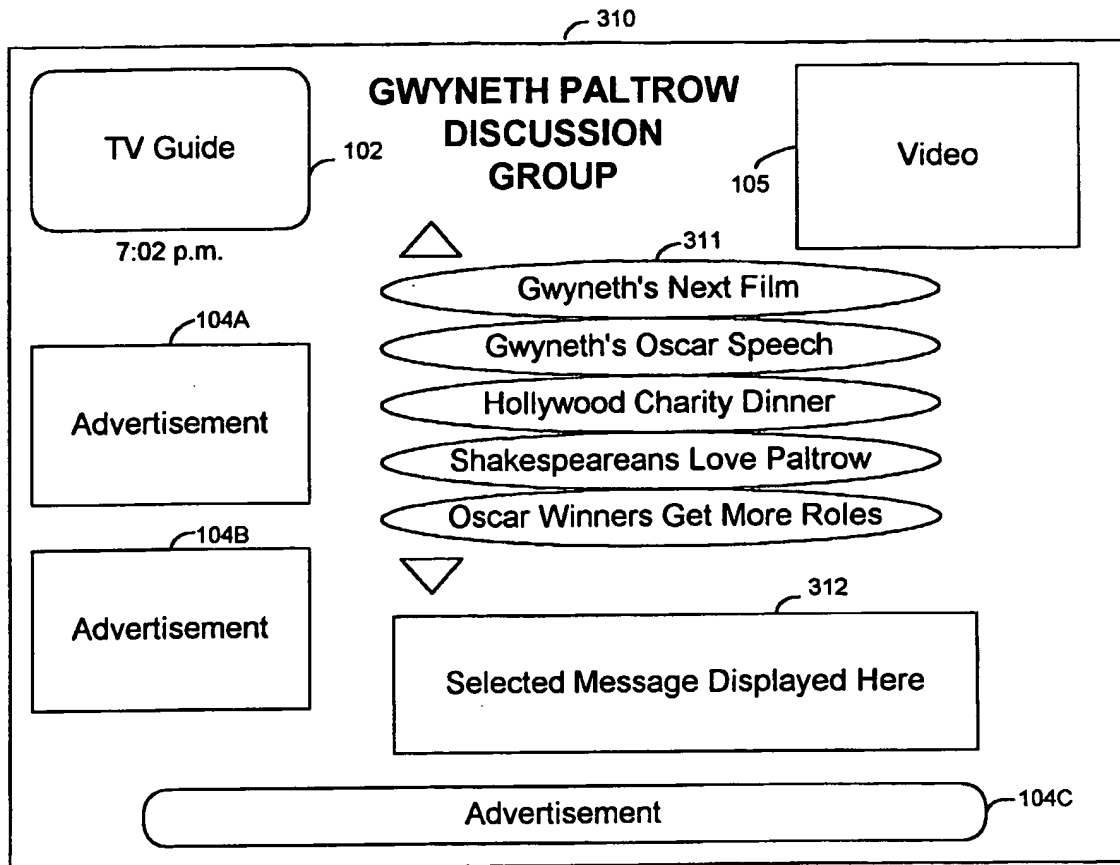 310
GWYNETH PALTROW
DISCUSSION
GROUP
TV Guide
102
7:02 p.m.
105
Video
311
Gwyneth's Next Film
Gwyneth's Oscar Speech
Hollywood Charity Dinner
Shakespeareans Love Paltrow
Oscar Winners Get More Roles
104A
Advertisement
104B
Advertisement
312
Selected Message Displayed Here
Advertisement
104C